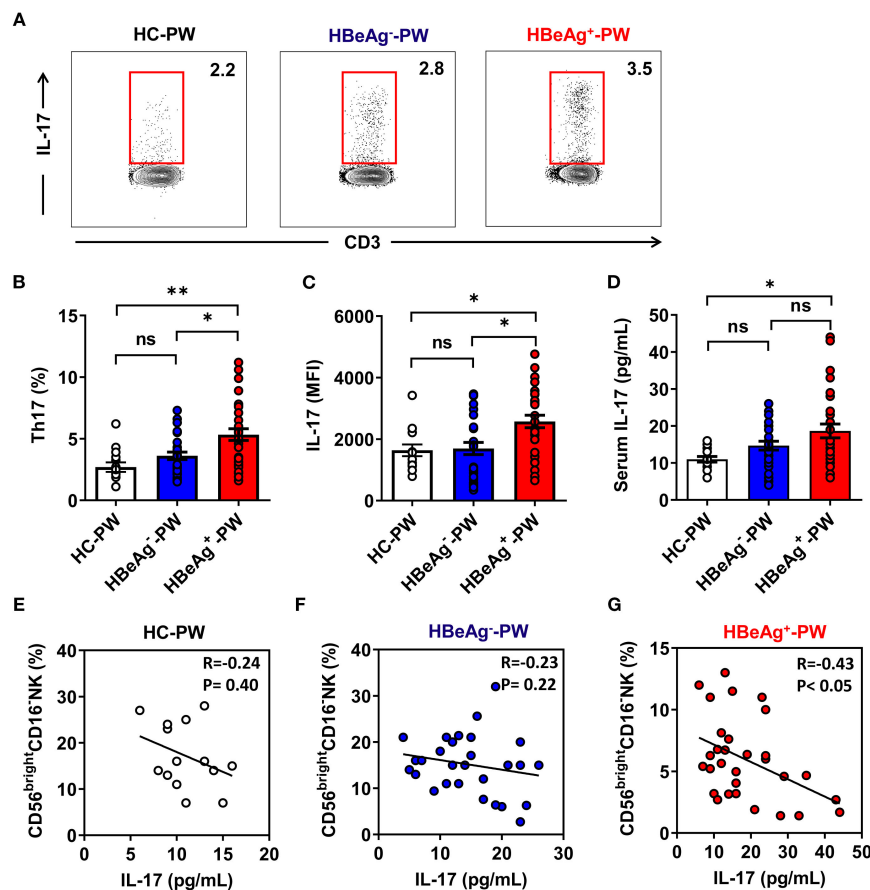 A
HC-PW
HBeAg⁻-PW
HBeAg⁺-PW
2.2
2.8
3.5
IL-17
CD3
B
C
D
**
*
ns
Th17 (%)
15
10
5
0
HC-PW
HBeAg⁻-PW
HBeAg⁺-PW
*
*
ns
IL-17 (MFI)
6000
4000
2000
0
HC-PW
HBeAg⁻-PW
HBeAg⁺-PW
*
ns
ns
Serum IL-17 (pg/mL)
50
40
30
20
10
0
HC-PW
HBeAg⁻-PW
HBeAg⁺-PW
E
HC-PW
R=-0.24
P= 0.40
CD56ᵇʳⁱᵍʰᵗCD16⁻NK (%)
40
30
20
10
0
0
5
10
15
20
IL-17 (pg/mL)
F
HBeAg⁻-PW
R=-0.23
P= 0.22
CD56ᵇʳⁱᵍʰᵗCD16⁻NK (%)
40
30
20
10
0
0
10
20
30
IL-17 (pg/mL)
G
HBeAg⁺-PW
R=-0.43
P< 0.05
CD56ᵇʳⁱᵍʰᵗCD16⁻NK (%)
15
10
5
0
0
10
20
30
40
50
IL-17 (pg/mL)